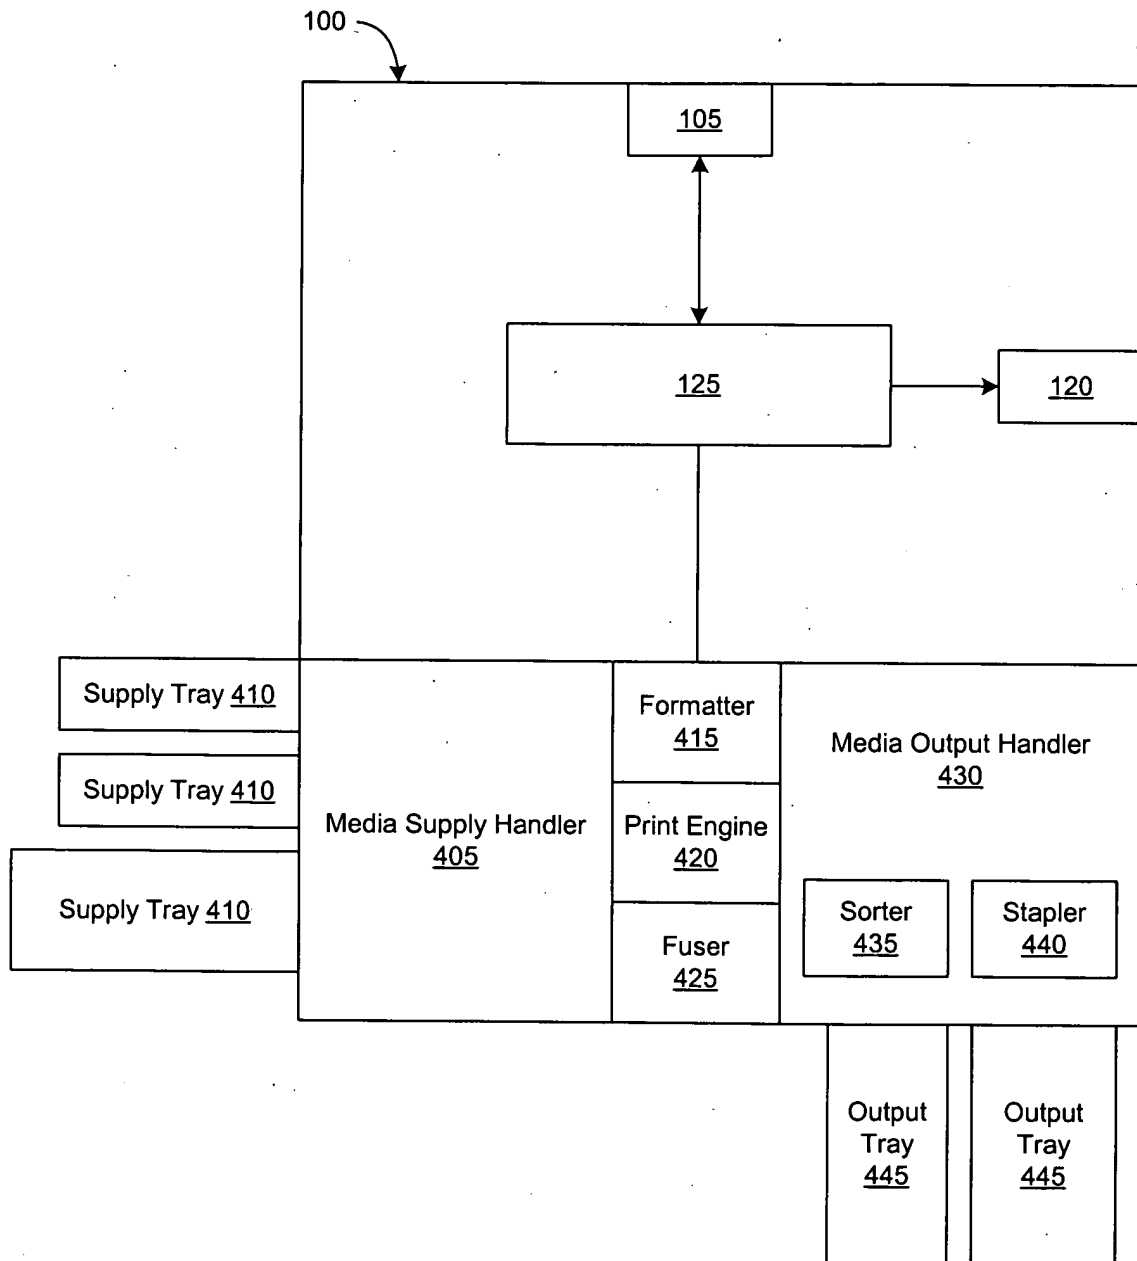 100
105
125
120
Supply Tray 410
Supply Tray 410
Supply Tray 410
Media Supply Handler
405
Formatter
415
Print Engine
420
Fuser
425
Media Output Handler
430
Sorter
435
Stapler
440
Output
Tray
445
Output
Tray
445